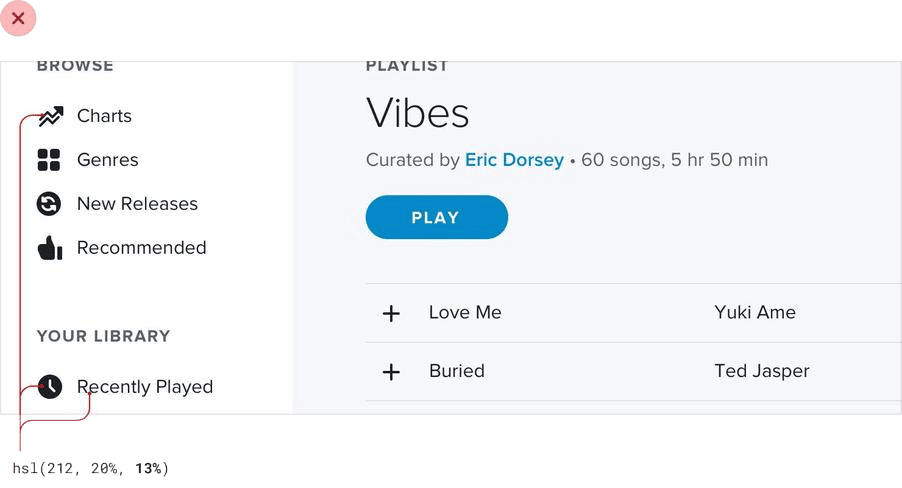 BROWSE
Charts
Genres
New Releases
Recommended
YOUR LIBRARY
Recently Played
PLAYLIST
Vibes
Curated by Eric Dorsey • 60 songs, 5 hr 50 min
PLAY
Love Me Yuki Ame
Buried Ted Jasper
hsl(212, 20%, 13%)